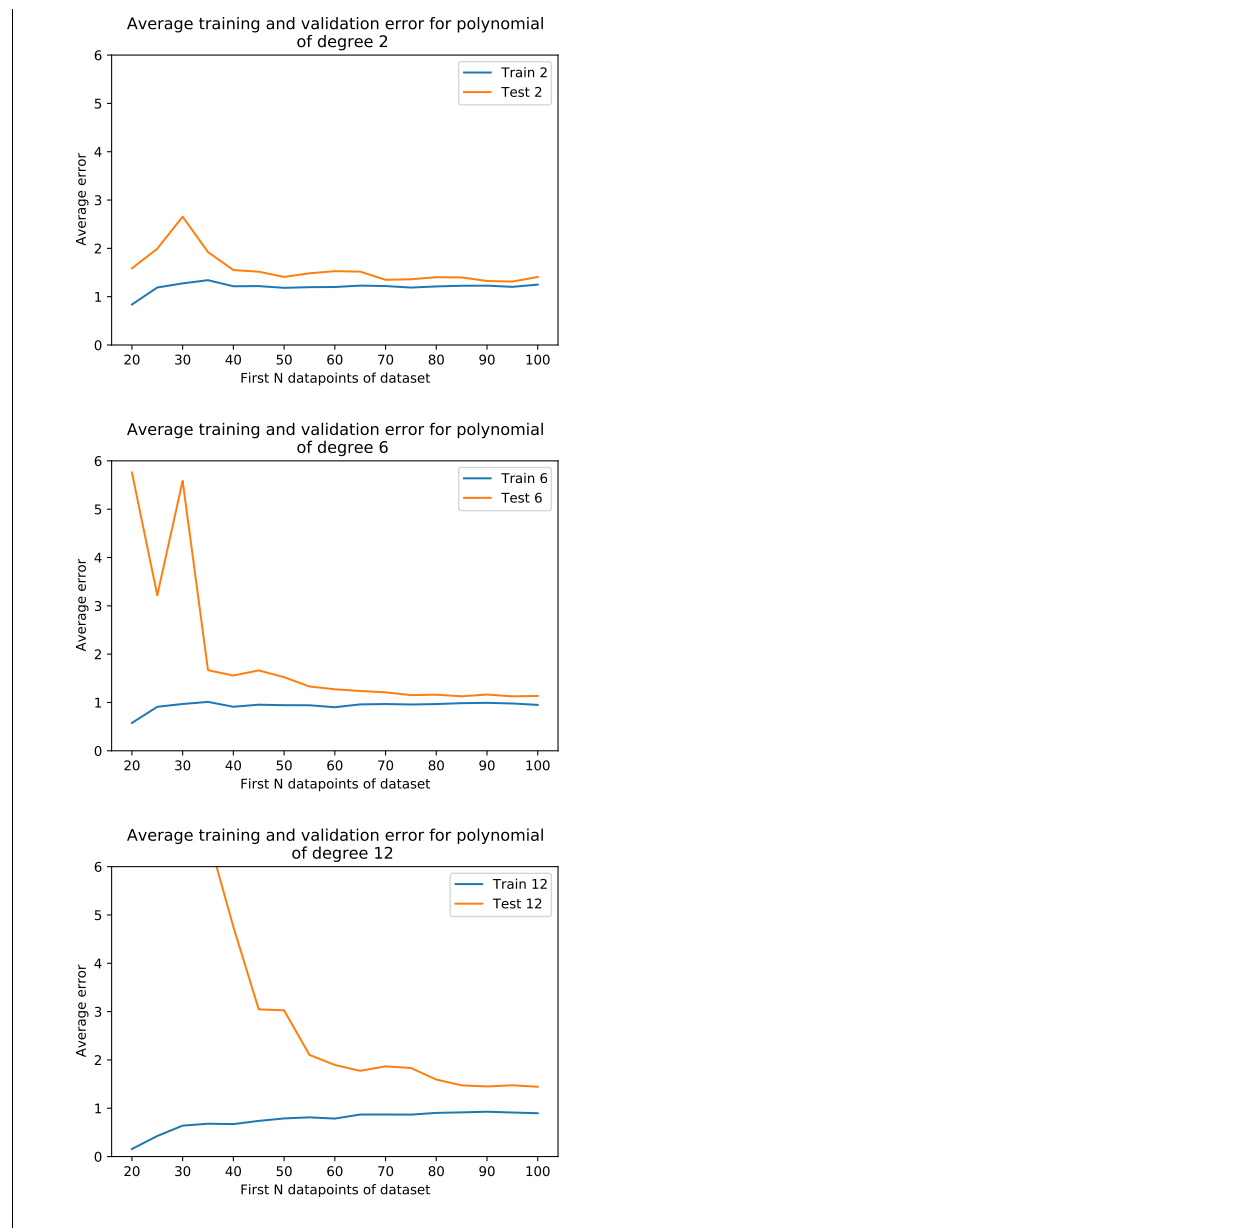 Average training and validation error for polynomial
of degree 2
6
5
4
3
2
1
0
Average error
Train 2
Test 2
20 30 40 50 60 70 80 90 100
First N datapoints of dataset
Average training and validation error for polynomial
of degree 6
6
5
4
3
2
1
0
Average error
Train 6
Test 6
20 30 40 50 60 70 80 90 100
First N datapoints of dataset
Average training and validation error for polynomial
of degree 12
6
5
4
3
2
1
0
Average error
Train 12
Test 12
20 30 40 50 60 70 80 90 100
First N datapoints of dataset